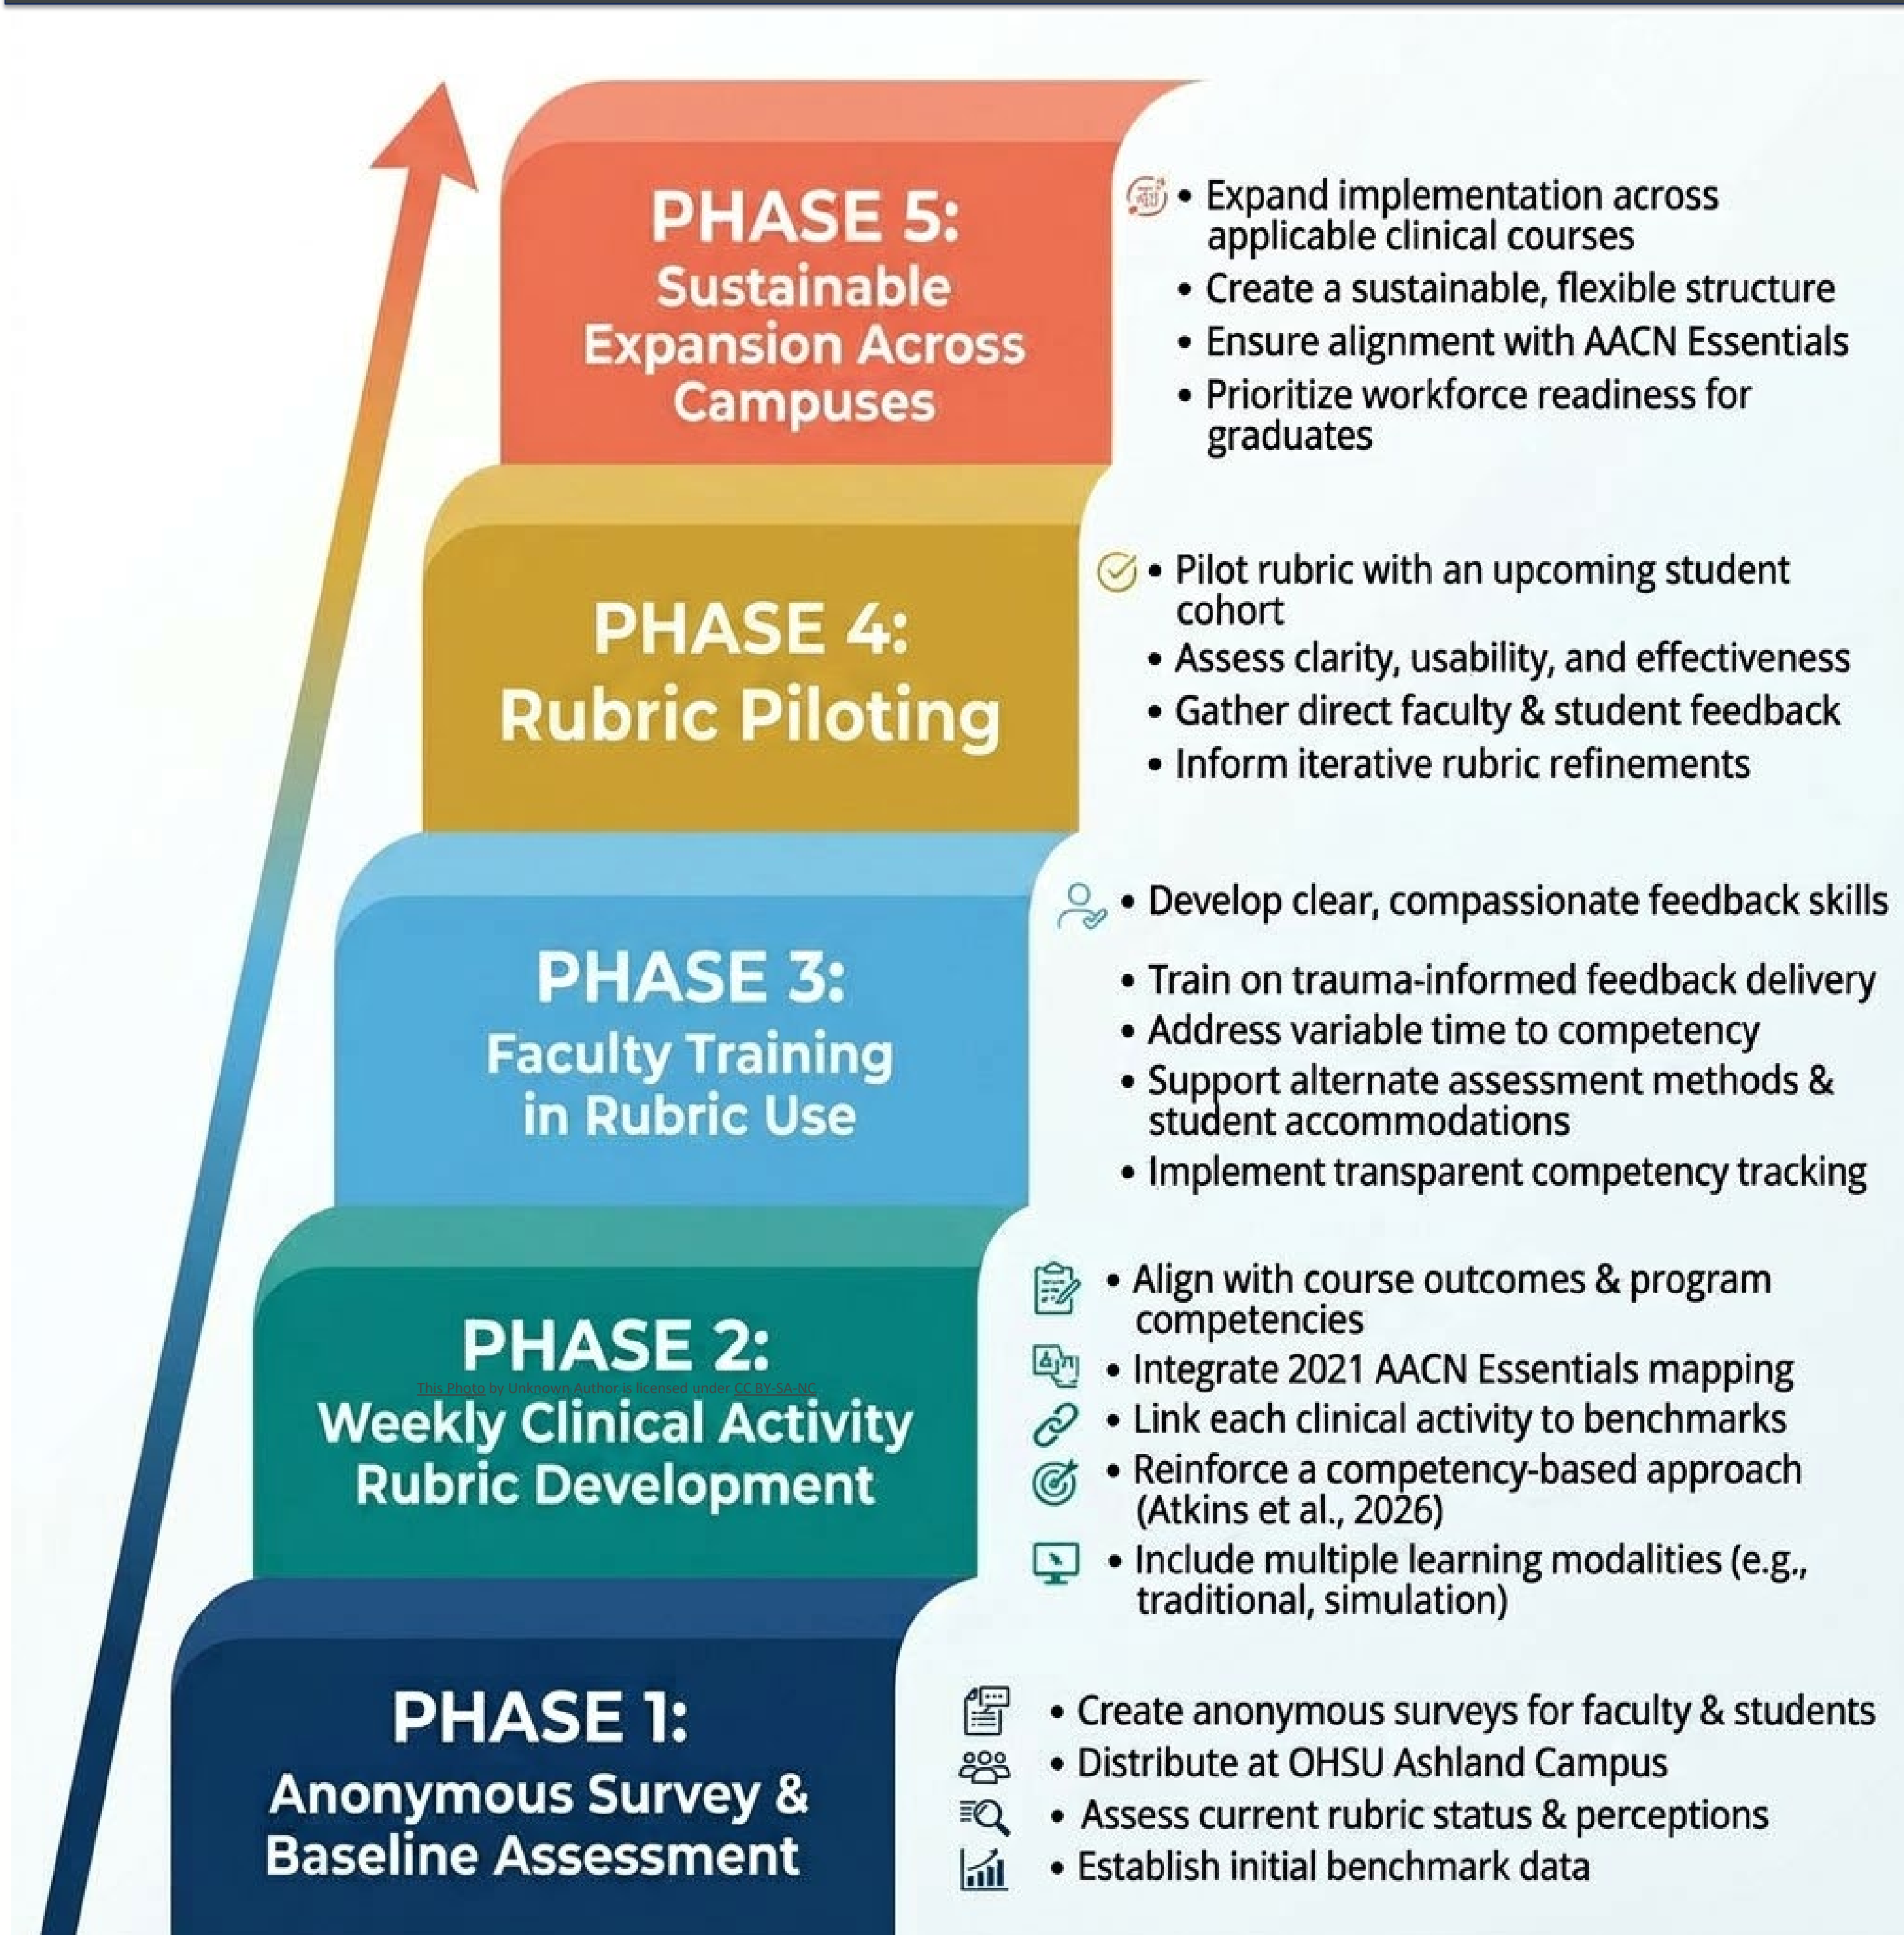 PHASE 5:
Sustainable
Expansion Across
Campuses
• Expand implementation across
applicable clinical courses
• Create a sustainable, flexible structure
• Ensure alignment with AACN Essentials
• Prioritize workforce readiness for
graduates
PHASE 4:
Rubric Piloting
• Pilot rubric with an upcoming student
cohort
• Assess clarity, usability, and effectiveness
• Gather direct faculty & student feedback
• Inform iterative rubric refinements
PHASE 3:
Faculty Training
in Rubric Use
• Develop clear, compassionate feedback skills
• Train on trauma-informed feedback delivery
• Address variable time to competency
• Support alternate assessment methods &
student accommodations
• Implement transparent competency tracking
PHASE 2:
This Photo by Unknown Author is licensed under CC BY-SA-NC
Weekly Clinical Activity
Rubric Development
• Align with course outcomes & program
competencies
• Integrate 2021 AACN Essentials mapping
• Link each clinical activity to benchmarks
• Reinforce a competency-based approach
(Atkins et al., 2026)
• Include multiple learning modalities (e.g.,
traditional, simulation)
PHASE 1:
Anonymous Survey &
Baseline Assessment
• Create anonymous surveys for faculty & students
• Distribute at OHSU Ashland Campus
• Assess current rubric status & perceptions
• Establish initial benchmark data